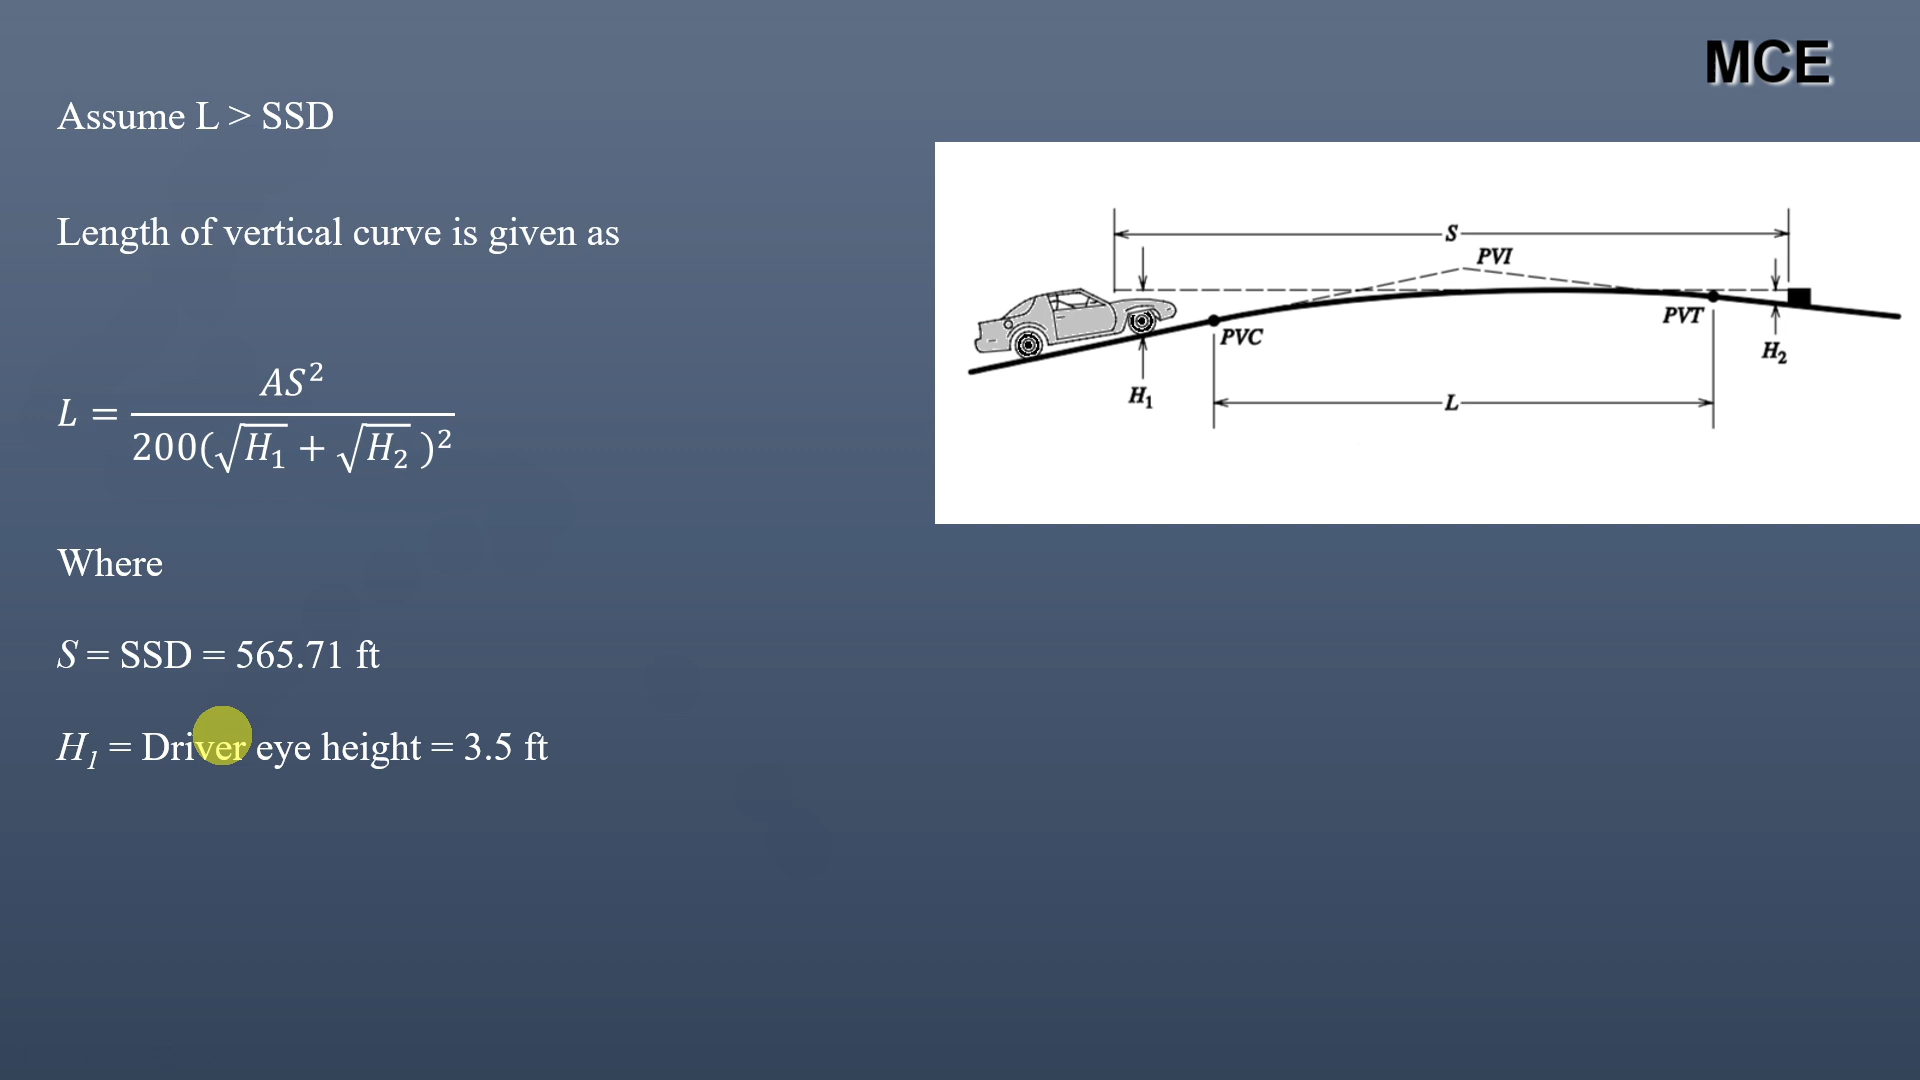 MCE
Assume L > SSD
Length of vertical curve is given as
L = AS² / 200(√H₁ + √H₂ )²
Where
S = SSD = 565.71 ft
H₁ = Driver eye height = 3.5 ft
S
PVI
PVC
PVT
H₁
H₂
L